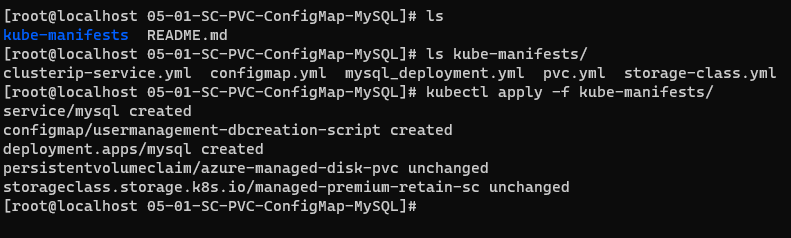 [root@localhost 05-01-SC-PVC-ConfigMap-MySQL]# ls
kube-manifests  README.md
[root@localhost 05-01-SC-PVC-ConfigMap-MySQL]# ls kube-manifests/
clusterip-service.yml  configmap.yml  mysql_deployment.yml  pvc.yml  storage-class.yml
[root@localhost 05-01-SC-PVC-ConfigMap-MySQL]# kubectl apply -f kube-manifests/
service/mysql created
configmap/usermanagement-dbcreation-script created
deployment.apps/mysql created
persistentvolumeclaim/azure-managed-disk-pvc unchanged
storageclass.storage.k8s.io/managed-premium-retain-sc unchanged
[root@localhost 05-01-SC-PVC-ConfigMap-MySQL]#